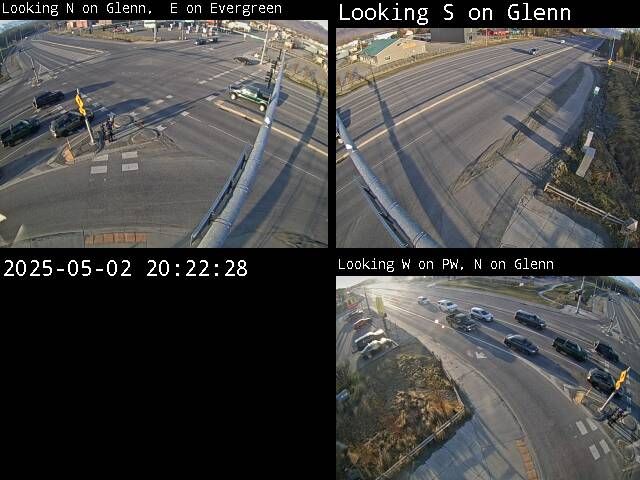 Looking N on Glenn,  E on Evergreen
Looking S on Glenn
2025-05-02 20:22:28
Looking W on PW, N on Glenn